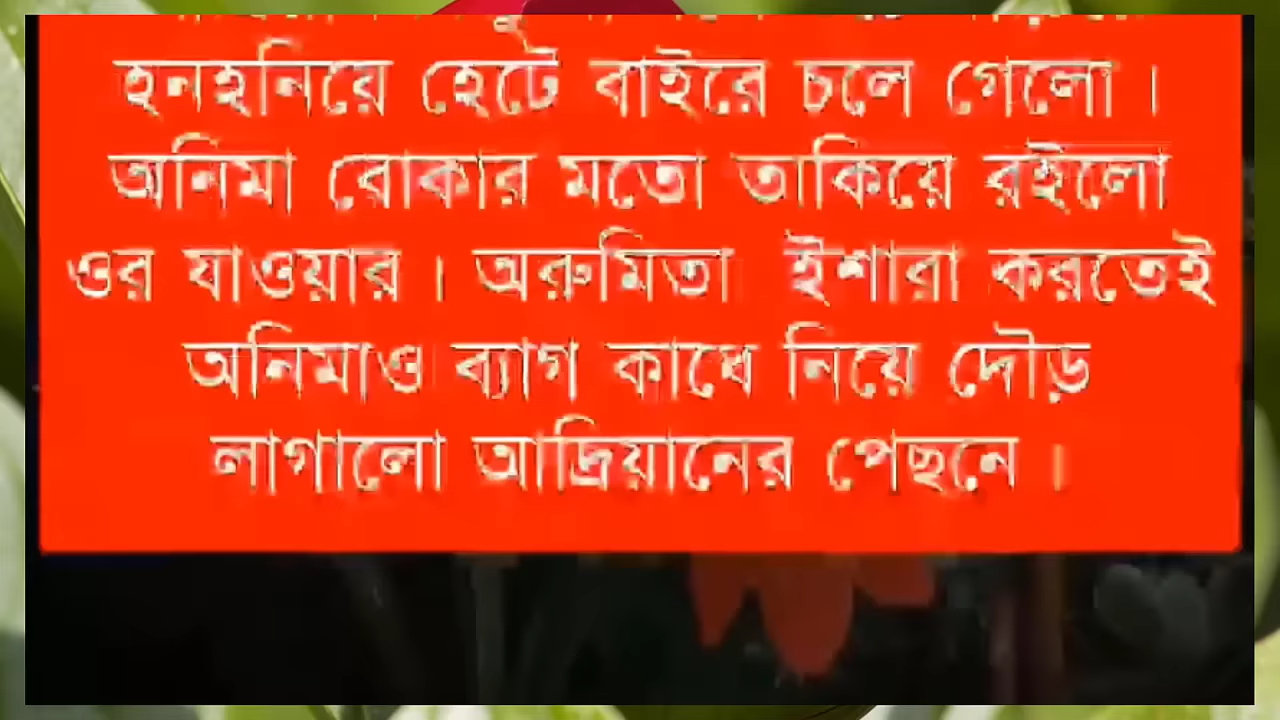 হনহনিয়ে হেটে বাইরে চলে গেলো ।
অনিমা রোকার মতো তাকিয়ে রইলো
ওর যাওয়ার । অরুমিতা ইশারা করতেই
অনিমাও ব্যাগ কাধে নিয়ে দৌড়
লাগালো আদ্রিয়ানের পেছনে ।